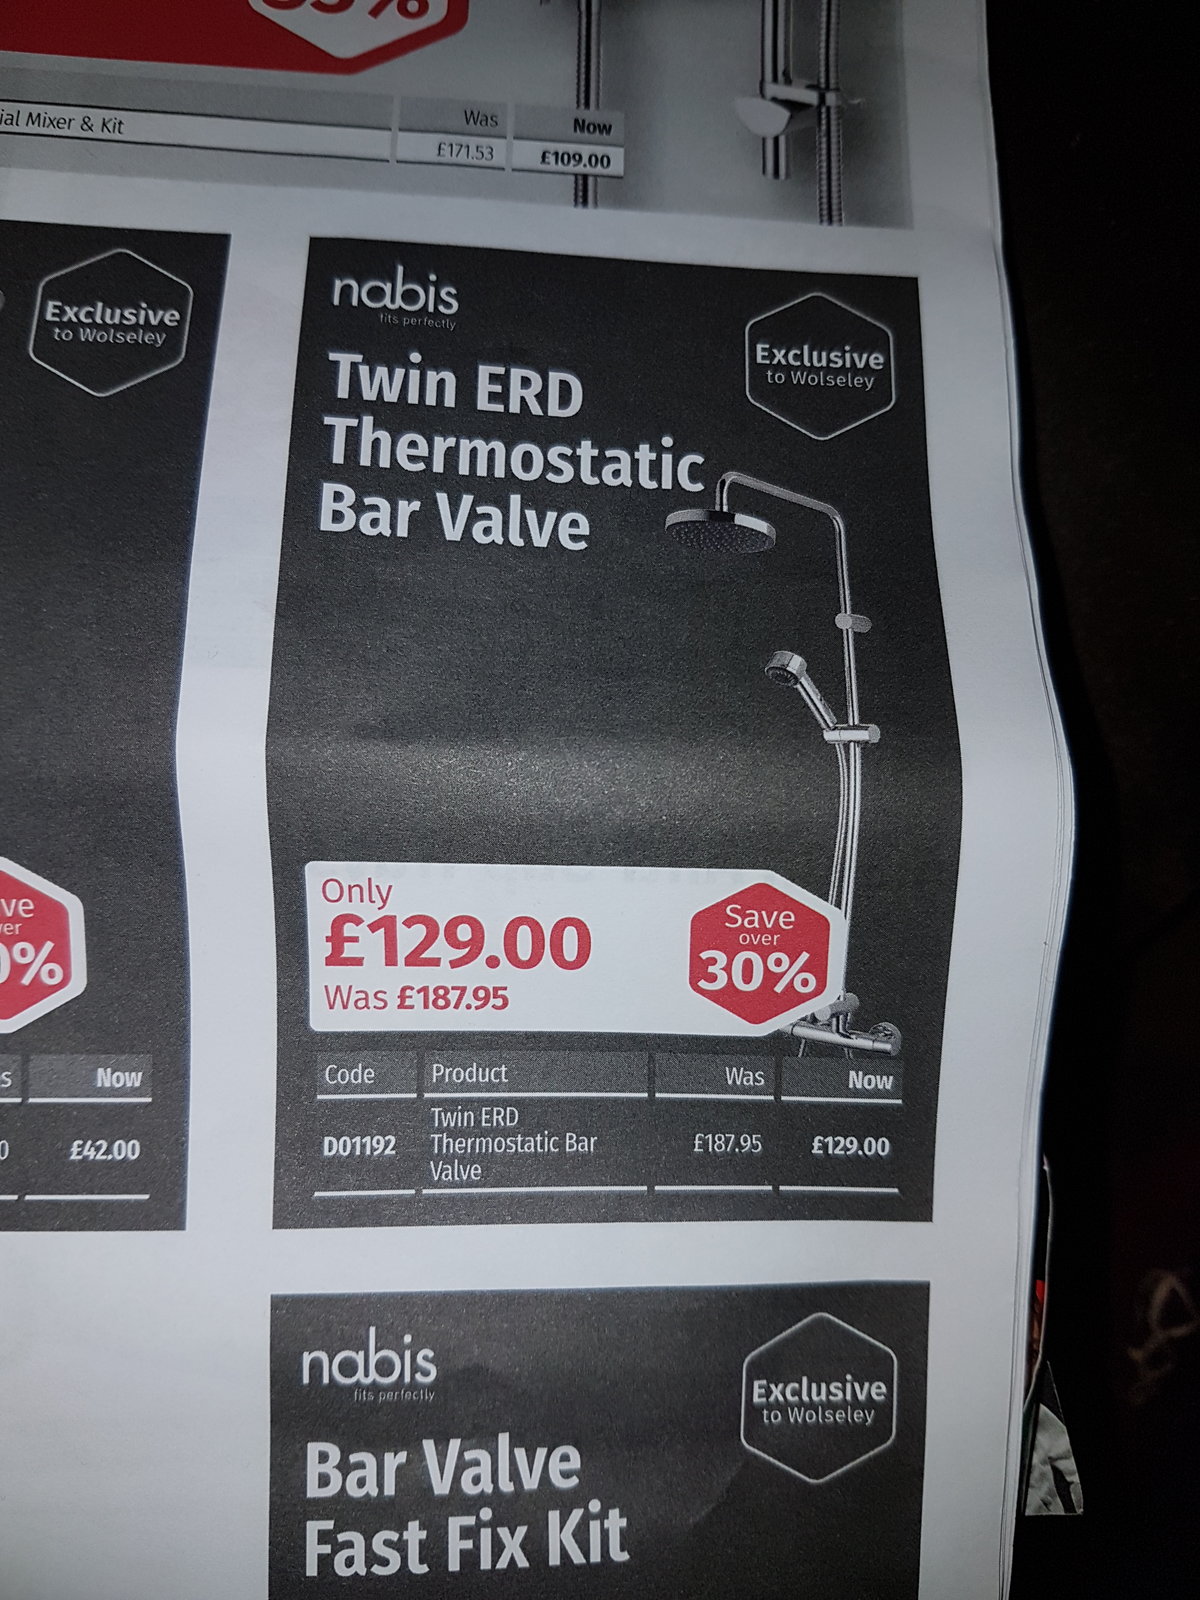 Mixer & Kit
Was
Now
£171.53
£109.00
Exclusive
to Wolseley
Now
£42.00
nabis
fits perfectly
Exclusive
to Wolseley
Twin ERD
Thermostatic
Bar Valve
Only
£129.00
Was £187.95
Save
over
30%
Code
Product
Was
Now
D01192
Twin ERD
Thermostatic Bar
Valve
£187.95
£129.00
nabis
fits perfectly
Exclusive
to Wolseley
Bar Valve
Fast Fix Kit